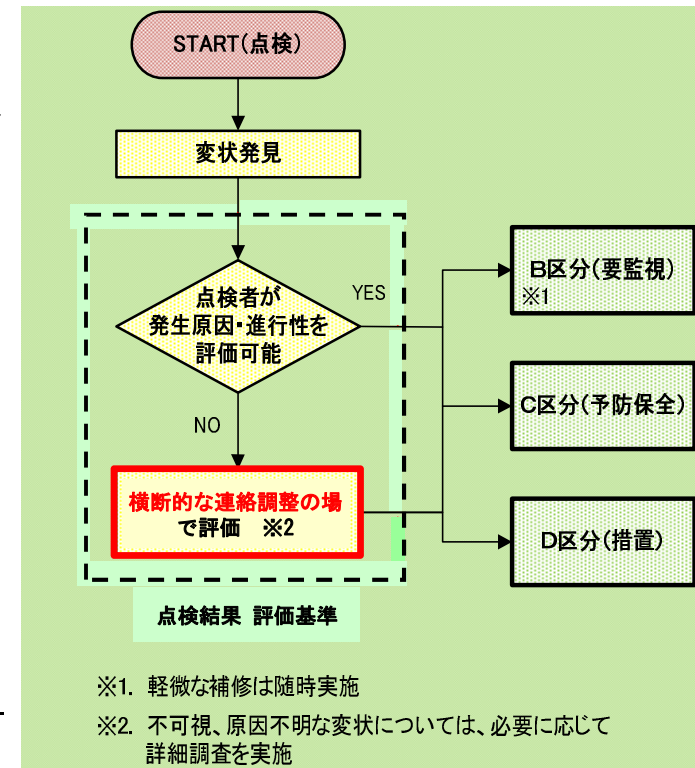 START(点検)
変状発見
点検者が
発生原因・進行性を
評価可能
YES
NO
横断的な連絡調整の場
で評価 ※2
B区分(要監視)
※1
C区分(予防保全)
D区分(措置)
点検結果 評価基準
※1. 軽微な補修は随時実施
※2. 不可視、原因不明な変状については、必要に応じて
詳細調査を実施